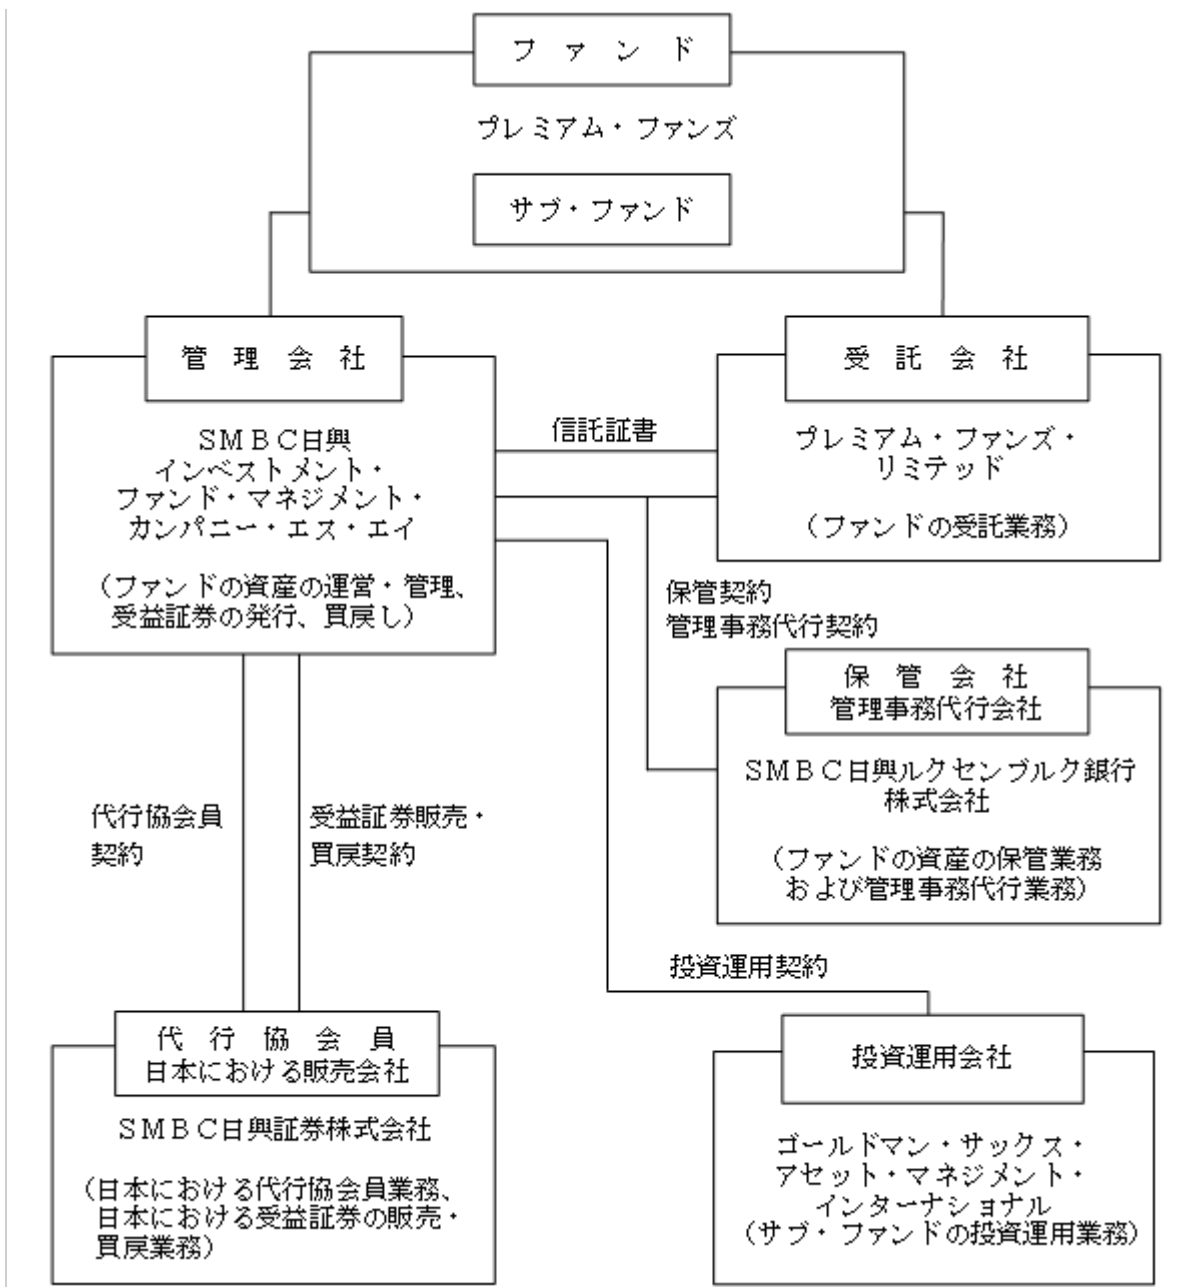 ファンド
プレミアム・ファンズ
サブ・ファンド
管理会社
SMBC日興
インベストメント・
ファンド・マネジメント・
カンパニー・エス・エイ
(ファンドの資産の運営・管理、
受益証券の発行、買戻し)
信託証書
受託会社
プレミアム・ファンズ・
リミテッド
(ファンドの受託業務)
保管契約
管理事務代行契約
保管会社
管理事務代行会社
SMBC日興ルクセンブルク銀行
株式会社
(ファンドの資産の保管業務
および管理事務代行業務)
代行協会員
契約
受益証券販売・
買戻契約
投資運用契約
代行協会員
日本における販売会社
SMBC日興証券株式会社
(日本における代行協会員業務、
日本における受益証券の販売・
買戻業務)
投資運用会社
ゴールドマン・サックス・
アセット・マネジメント・
インターナショナル
(サブ・ファンドの投資運用業務)